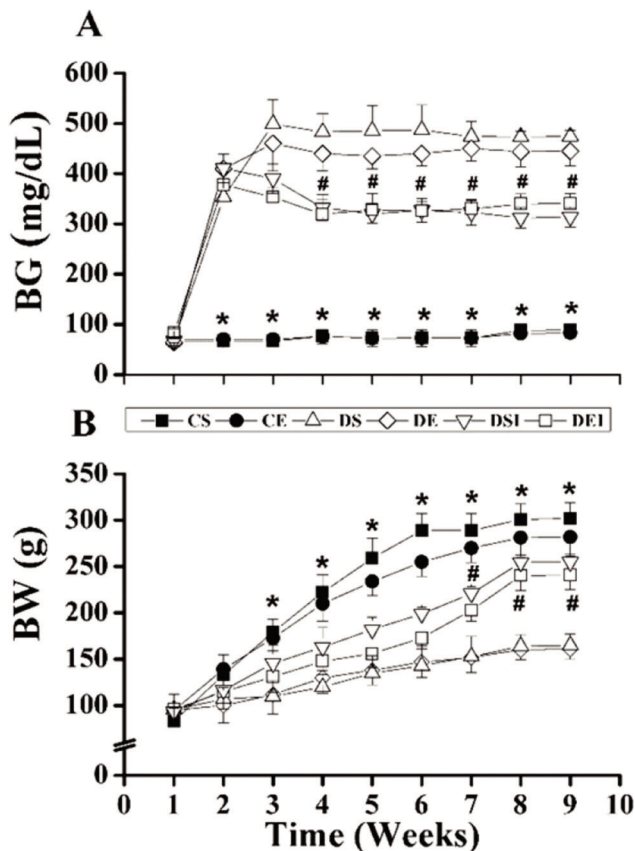 A
600
500
400
300
200
100
0
BG (mg/dL)
# # # # # #
* * * * * * * *
CS CE DS DE DSI DEI
B
350
300
250
200
150
100
0
BW (g)
* * * * * * *
# # #
0 1 2 3 4 5 6 7 8 9 10
Time (Weeks)